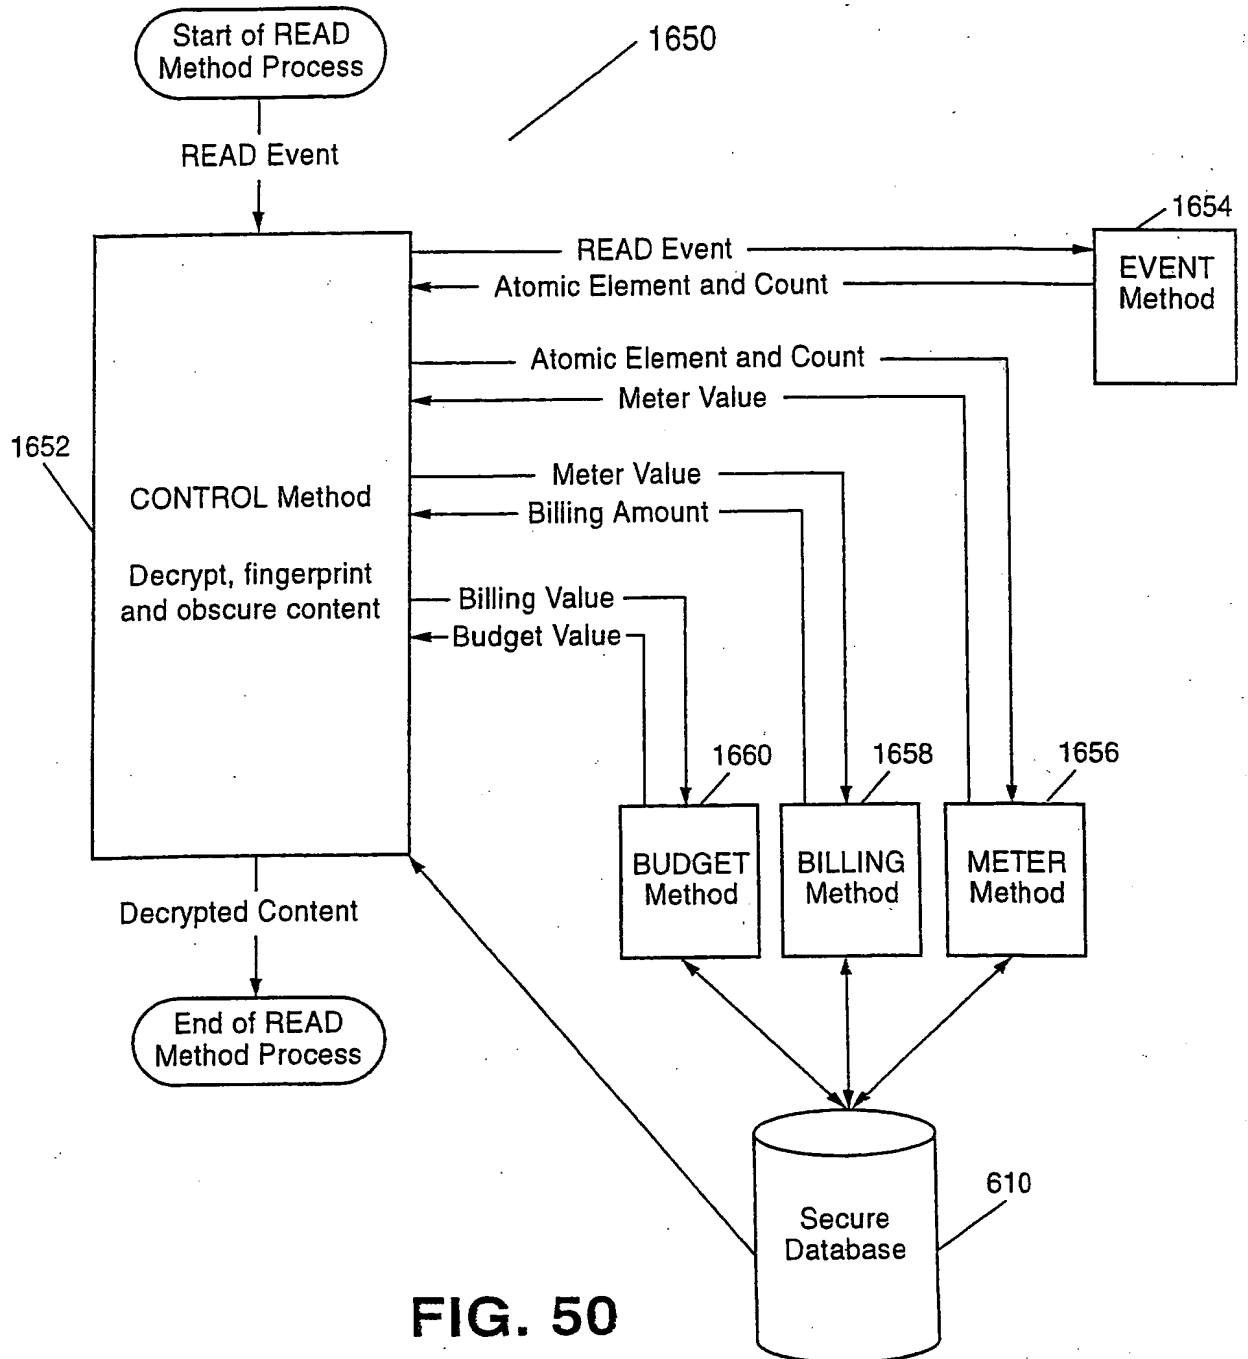 Start of READ
Method Process
1650
READ Event
1654
READ Event
EVENT
Method
Atomic Element and Count
Atomic Element and Count
Meter Value
1652
CONTROL Method
Decrypt, fingerprint
and obscure content
Meter Value
Billing Amount
Billing Value
Budget Value
1660
1658
1656
BUDGET
Method
BILLING
Method
METER
Method
Decrypted Content
End of READ
Method Process
610
Secure
Database
FIG. 50